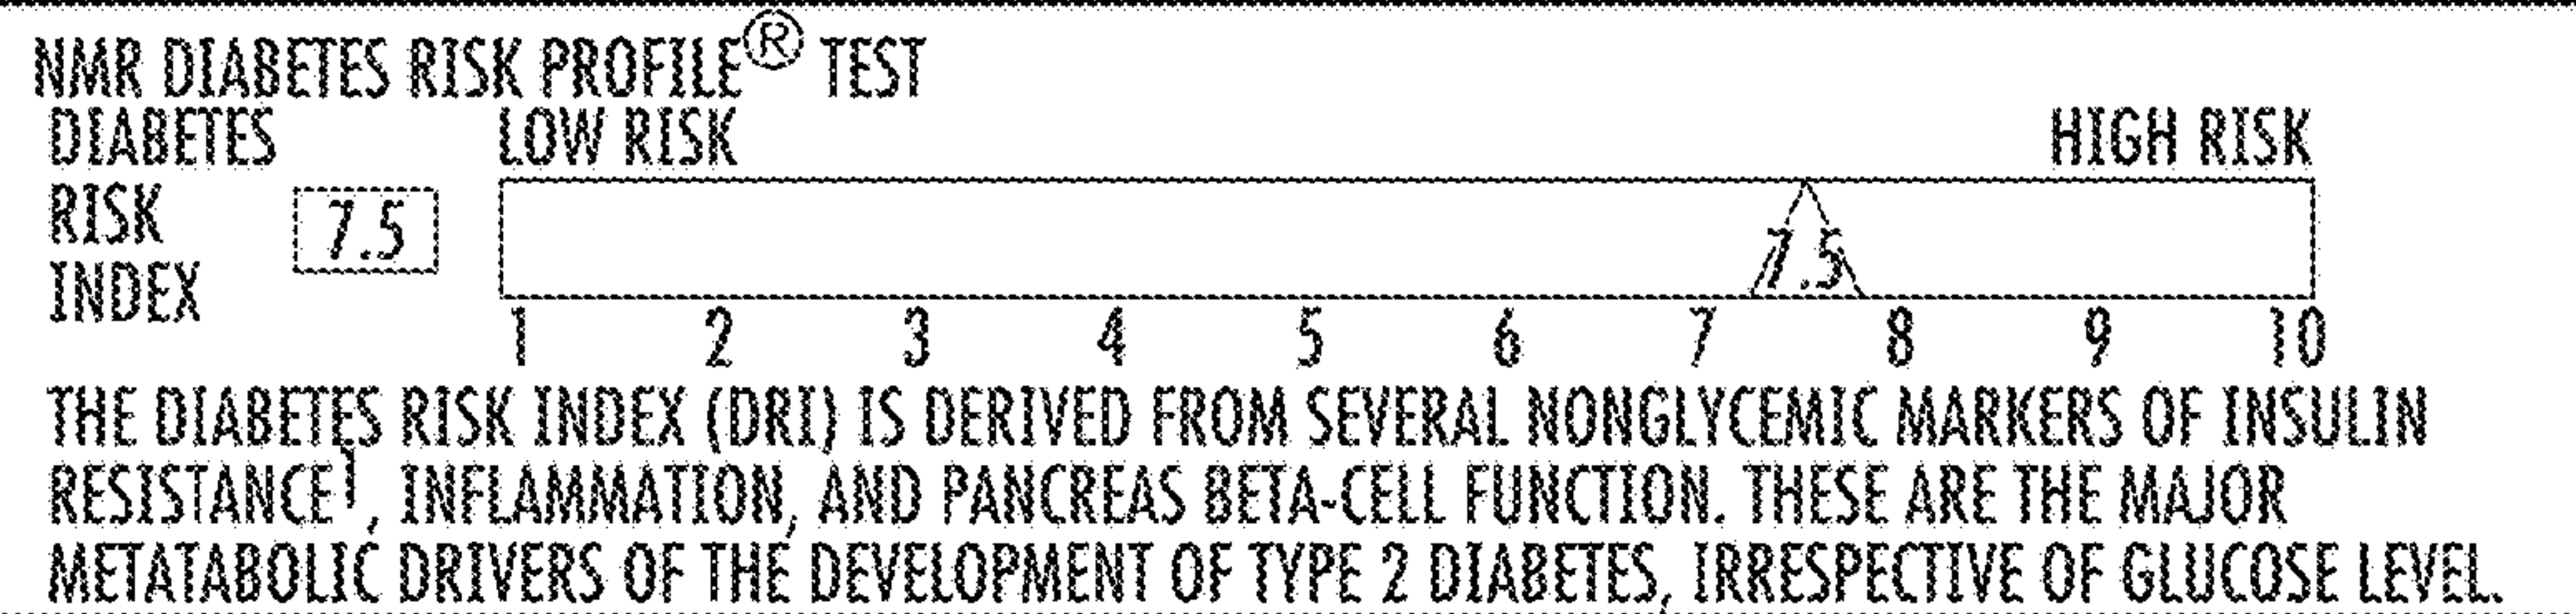 NMR DIABETES RISK PROFILE® TEST
DIABETES RISK INDEX
7.5
LOW RISK HIGH RISK
7.5
1 2 3 4 5 6 7 8 9 10
THE DIABETES RISK INDEX (DRI) IS DERIVED FROM SEVERAL NONGLYCEMIC MARKERS OF INSULIN
RESISTANCE¹, INFLAMMATION, AND PANCREAS BETA-CELL FUNCTION. THESE ARE THE MAJOR
METATABOLIC DRIVERS OF THE DEVELOPMENT OF TYPE 2 DIABETES, IRRESPECTIVE OF GLUCOSE LEVEL.